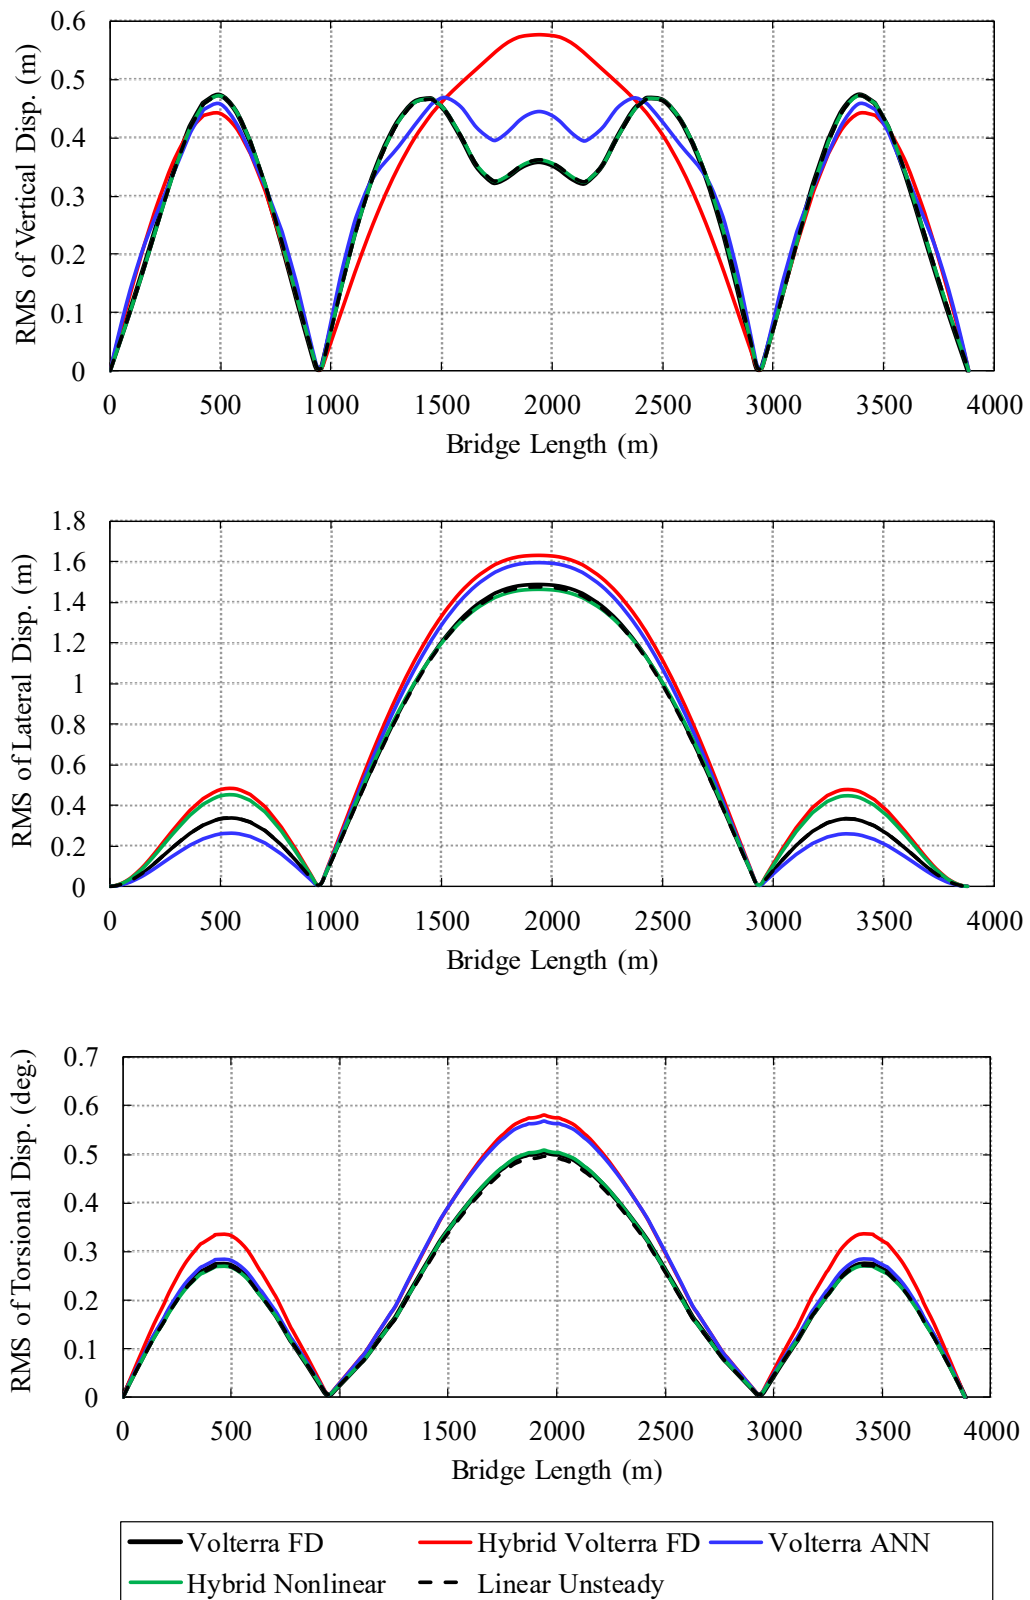 RMS of Vertical Disp. (m)
0.6
0.5
0.4
0.3
0.2
0.1
0
0 500 1000 1500 2000 2500 3000 3500 4000
Bridge Length (m)
RMS of Lateral Disp. (m)
1.8
1.6
1.4
1.2
1
0.8
0.6
0.4
0.2
0
0 500 1000 1500 2000 2500 3000 3500 4000
Bridge Length (m)
RMS of Torsional Disp. (deg.)
0.7
0.6
0.5
0.4
0.3
0.2
0.1
0
0 500 1000 1500 2000 2500 3000 3500 4000
Bridge Length (m)
Volterra FD Hybrid Volterra FD Volterra ANN
Hybrid Nonlinear Linear Unsteady